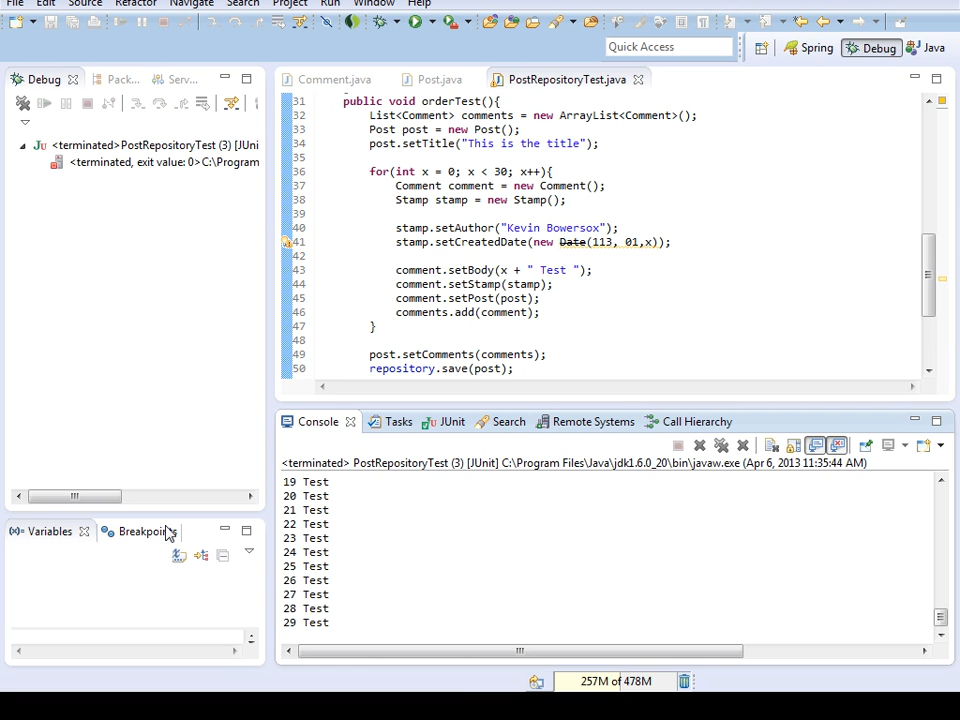 File Edit Source Refactor Navigate Search Project Run Window Help
Quick Access Spring Debug Java
Debug Pack... Serv...
<terminated>PostRepositoryTest (3) [JUni
<terminated, exit value: 0>C:\Program
Comment.java Post.java PostRepositoryTest.java
31 public void orderTest(){
32 List<Comment> comments = new ArrayList<Comment>();
33 Post post = new Post();
34 post.setTitle("This is the title");
35
36 for(int x = 0; x < 30; x++){
37 Comment comment = new Comment();
38 Stamp stamp = new Stamp();
39
40 stamp.setAuthor("Kevin Bowersox");
41 stamp.setCreatedDate(new Date(113, 01,x));
42
43 comment.setBody(x + " Test ");
44 comment.setStamp(stamp);
45 comment.setPost(post);
46 comments.add(comment);
47 }
48
49 post.setComments(comments);
50 repository.save(post);
Variables Breakpoints
Console Tasks JUnit Search Remote Systems Call Hierarchy
<terminated> PostRepositoryTest (3) [JUnit] C:\Program Files\Java\jdk1.6.0_20\bin\javaw.exe (Apr 6, 2013 11:35:44 AM)
19 Test
20 Test
21 Test
22 Test
23 Test
24 Test
25 Test
26 Test
27 Test
28 Test
29 Test
257M of 478M